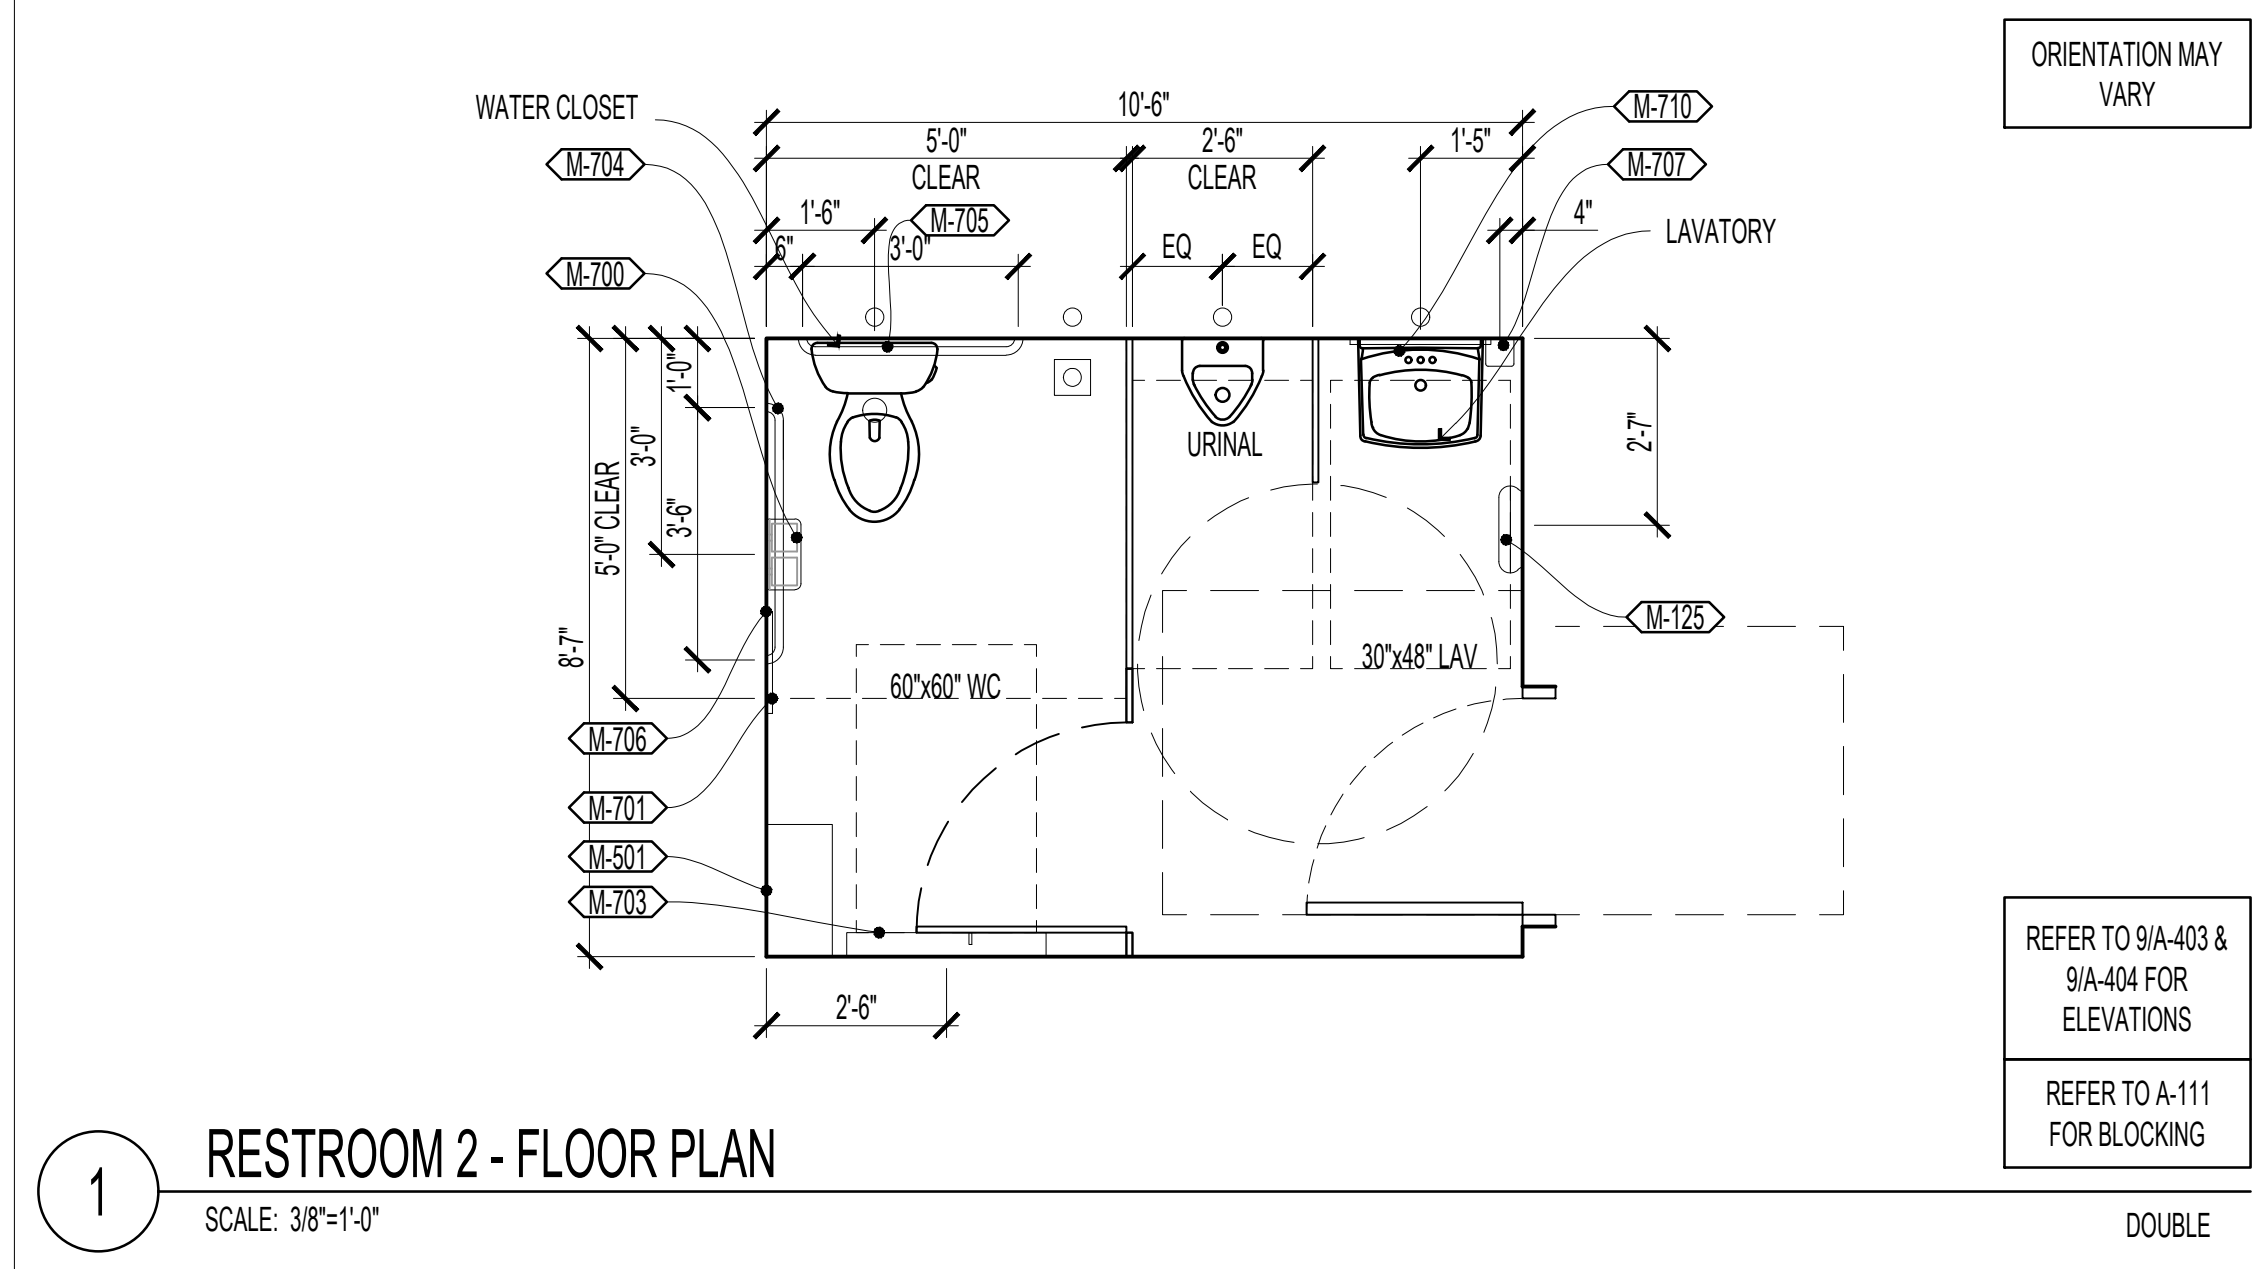 ORIENTATION MAY
VARY
WATER CLOSET
10'-6"
M-710
5'-0"
CLEAR
2'-6"
CLEAR
1'-5"
M-704
M-707
1'-6"
M-705
4"
LAVATORY
6"
3'-0"
EQ
EQ
M-700
1'-0"
3'-0"
5'-0" CLEAR
3'-6"
8'-7"
URINAL
2'-7"
M-125
30"x48" LAV
60"x60" WC
M-706
M-701
M-501
M-703
2'-6"
REFER TO 9/A-403 &
9/A-404 FOR
ELEVATIONS
REFER TO A-111
FOR BLOCKING
1
RESTROOM 2 - FLOOR PLAN
SCALE: 3/8"=1'-0"
DOUBLE